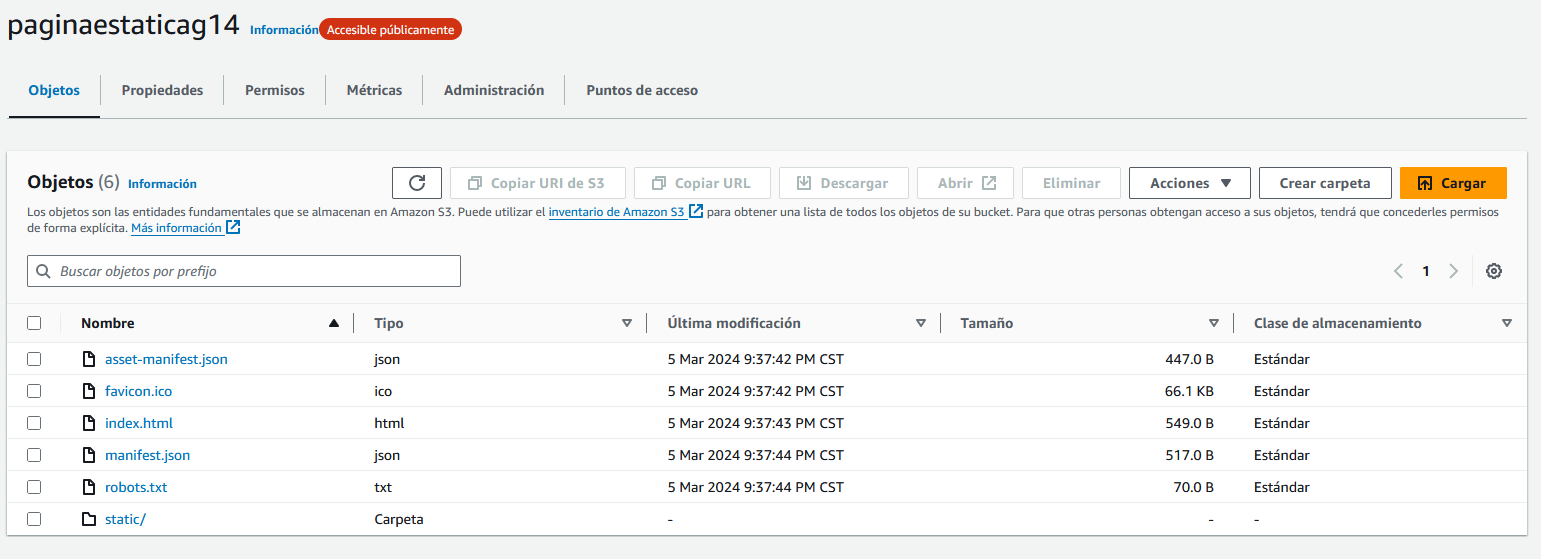 paginaestaticag14 Información Accesible públicamente
Objetos Propiedades Permisos Métricas Administración Puntos de acceso
Objetos (6) Información Copiar URI de S3 Copiar URL Descargar Abrir Eliminar Acciones Crear carpeta Cargar
Los objetos son las entidades fundamentales que se almacenan en Amazon S3. Puede utilizar el inventario de Amazon S3 para obtener una lista de todos los objetos de su bucket. Para que otras personas obtengan acceso a sus objetos, tendrá que concederles permisos
de forma explícita. Más información
Buscar objetos por prefijo 1
Nombre Tipo Última modificación Tamaño Clase de almacenamiento
asset-manifest.json json 5 Mar 2024 9:37:42 PM CST 447.0 B Estándar
favicon.ico ico 5 Mar 2024 9:37:42 PM CST 66.1 KB Estándar
index.html html 5 Mar 2024 9:37:43 PM CST 549.0 B Estándar
manifest.json json 5 Mar 2024 9:37:44 PM CST 517.0 B Estándar
robots.txt txt 5 Mar 2024 9:37:44 PM CST 70.0 B Estándar
static/ Carpeta - - -